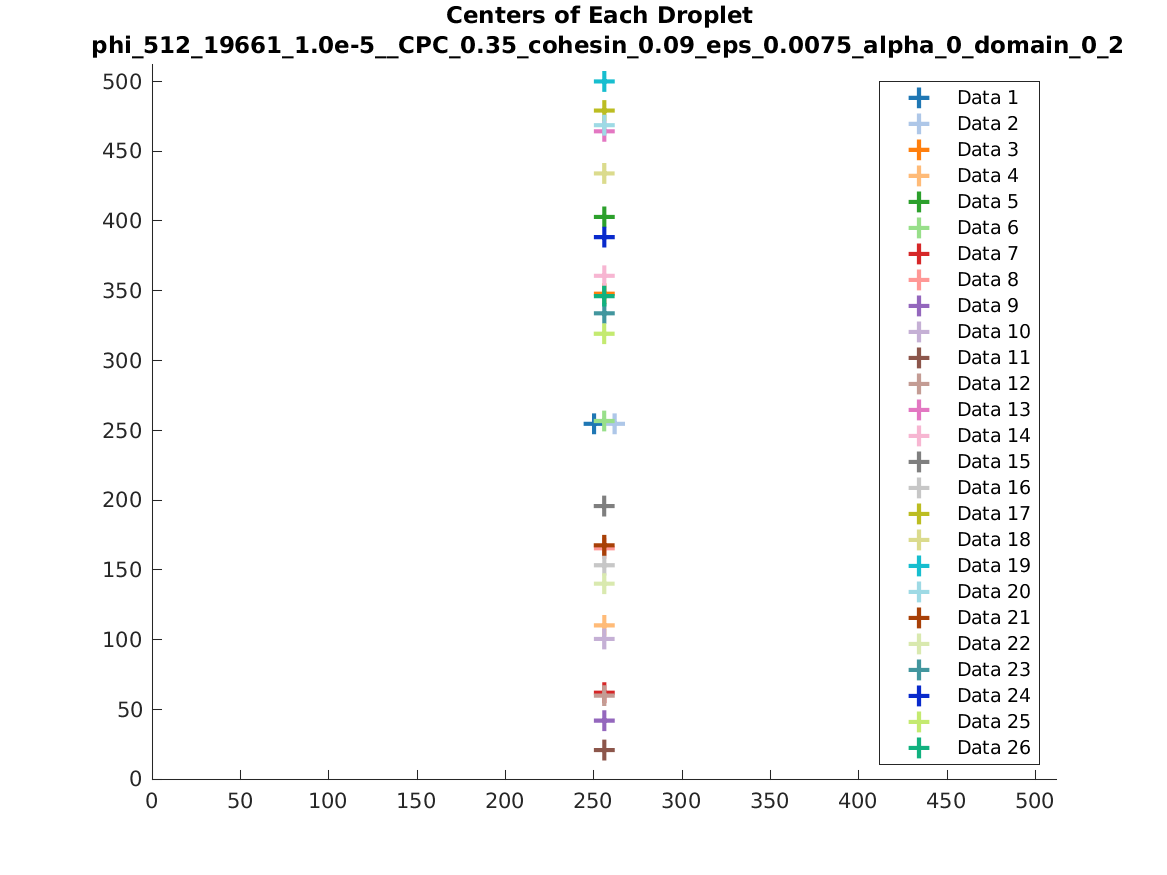 Centers of Each Droplet
phi_512_19661_1.0e-5__CPC_0.35_cohesin_0.09_eps_0.0075_alpha_0_domain_0_2
500
450
400
350
300
250
200
150
100
50
0
0 50 100 150 200 250 300 350 400 450 500
Data 1
Data 2
Data 3
Data 4
Data 5
Data 6
Data 7
Data 8
Data 9
Data 10
Data 11
Data 12
Data 13
Data 14
Data 15
Data 16
Data 17
Data 18
Data 19
Data 20
Data 21
Data 22
Data 23
Data 24
Data 25
Data 26